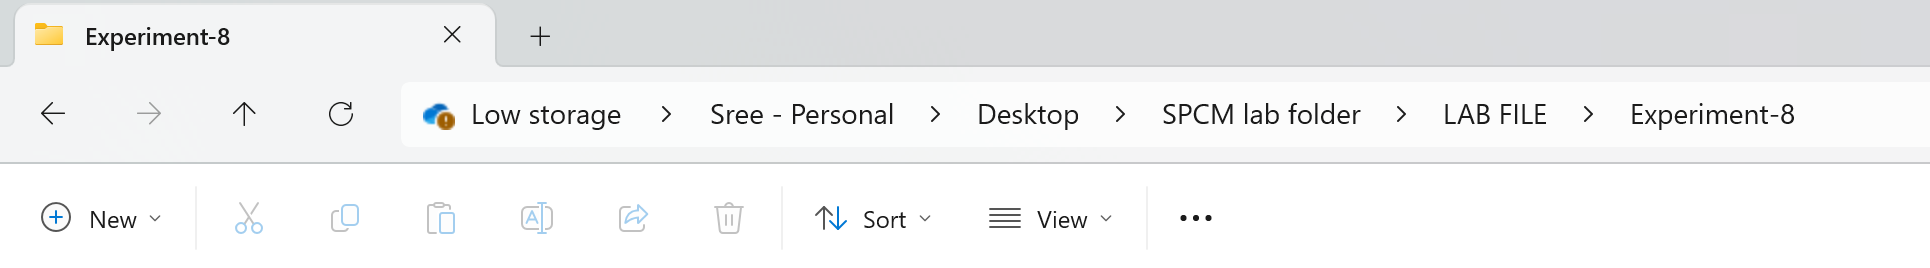 Experiment-8
Low storage > Sree - Personal > Desktop > SPCM lab folder > LAB FILE > Experiment-8
New Sort View